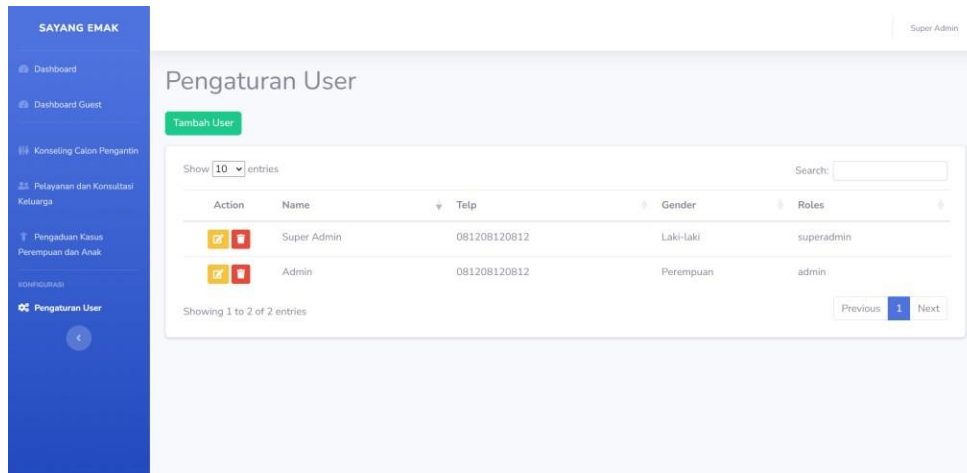 SAYANG EMAK
Super Admin
Dashboard
Dashboard Guest
Konseling Calon Pengantin
Pelayanan dan Konsultasi
Keluarga
Pengaduan Kasus
Perempuan dan Anak
KONFIGURASI
Pengaturan User
Pengaturan User
Tambah User
Show 10 entries
Search:
Action Name Telp Gender Roles
Super Admin 081208120812 Laki-laki superadmin
Admin 081208120812 Perempuan admin
Showing 1 to 2 of 2 entries
Previous 1 Next